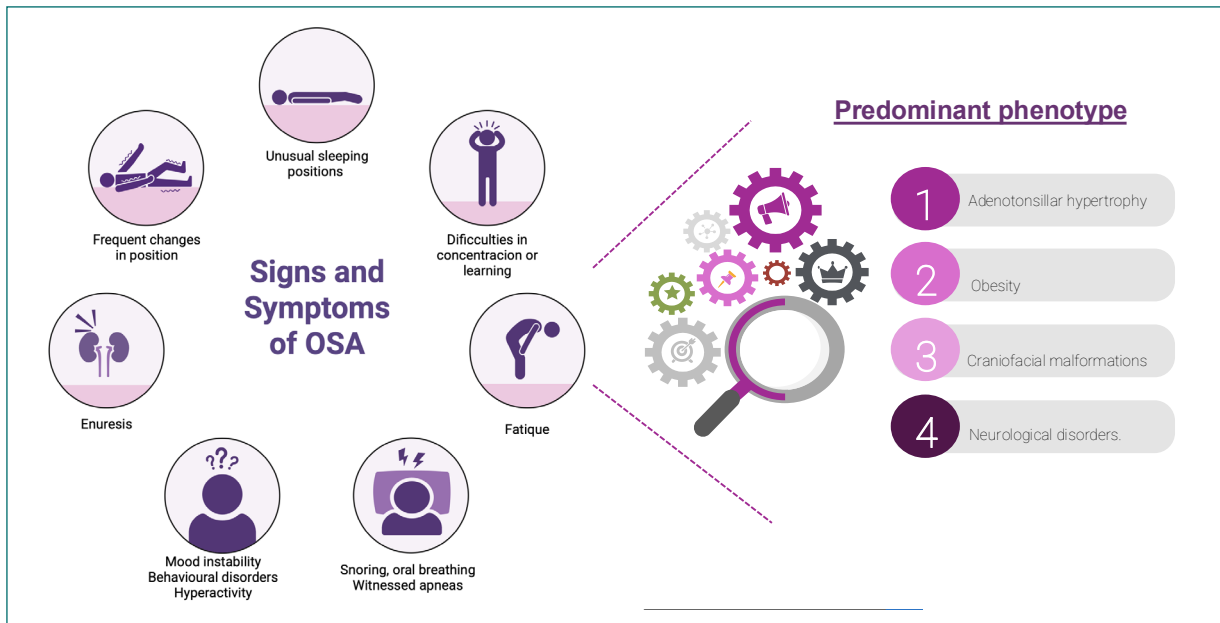 Predominant phenotype
Unusual sleeping
positions
Frequent changes
in position
Dificculties in
concentracion or
learning
Signs and
Symptoms
of OSA
Enuresis
Fatique
???
Mood instability
Behavioural disorders
Hyperactivity
Snoring, oral breathing
Witnessed apneas
1 Adenotonsillar hypertrophy
2 Obesity
3 Craniofacial malformations
4 Neurological disorders.